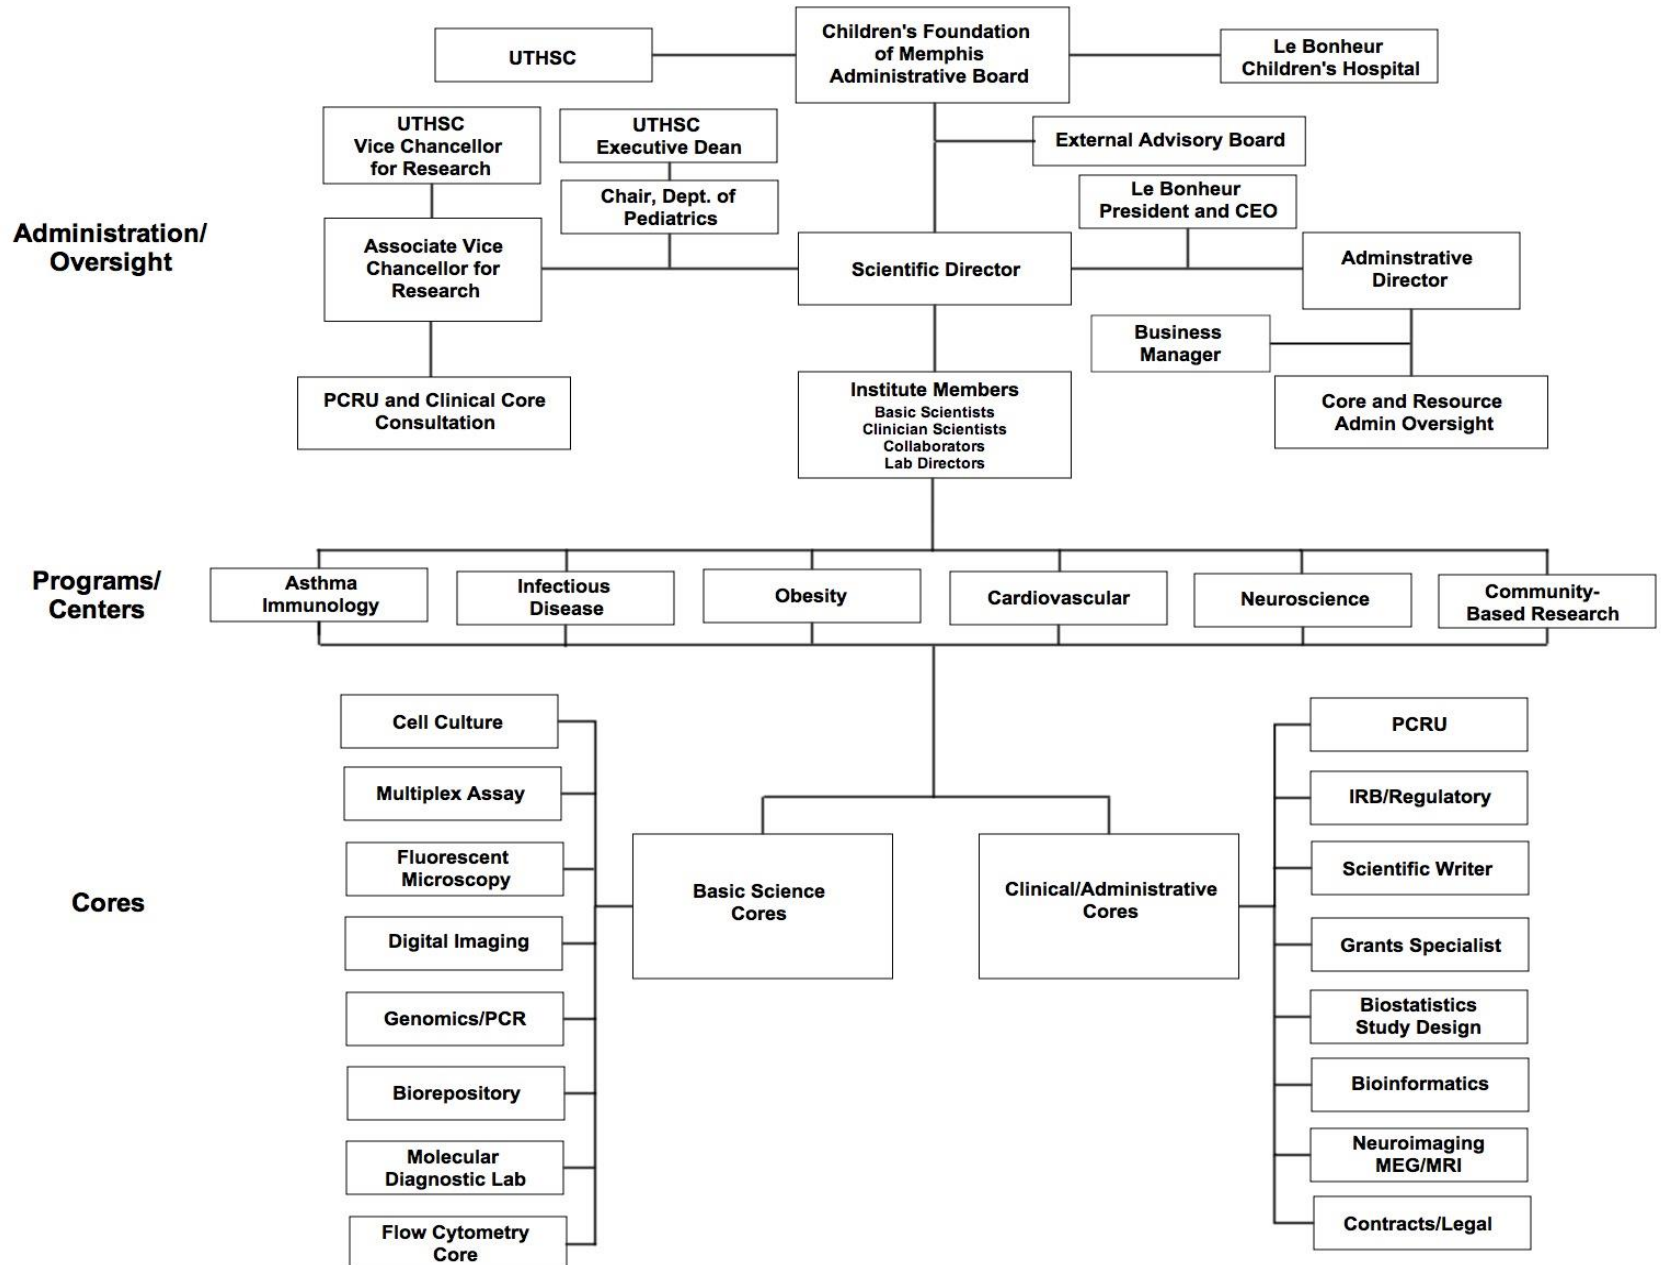 UTHSC
Children's Foundation
of Memphis
Administrative Board
Le Bonheur
Children's Hospital
UTHSC
Vice Chancellor
for Research
UTHSC
Executive Dean
External Advisory Board
Chair, Dept. of
Pediatrics
Le Bonheur
President and CEO
Administration/
Oversight
Associate Vice
Chancellor for
Research
Scientific Director
Adminstrative
Director
Business
Manager
PCRU and Clinical Core
Consultation
Institute Members
Basic Scientists
Clinician Scientists
Collaborators
Lab Directors
Core and Resource
Admin Oversight
Programs/
Centers
Asthma
Immunology
Infectious
Disease
Obesity
Cardiovascular
Neuroscience
Community-
Based Research
Cores
Cell Culture
Multiplex Assay
Fluorescent
Microscopy
Digital Imaging
Genomics/PCR
Biorepository
Molecular
Diagnostic Lab
Flow Cytometry
Core
Basic Science
Cores
Clinical/Administrative
Cores
PCRU
IRB/Regulatory
Scientific Writer
Grants Specialist
Biostatistics
Study Design
Bioinformatics
Neuroimaging
MEG/MRI
Contracts/Legal